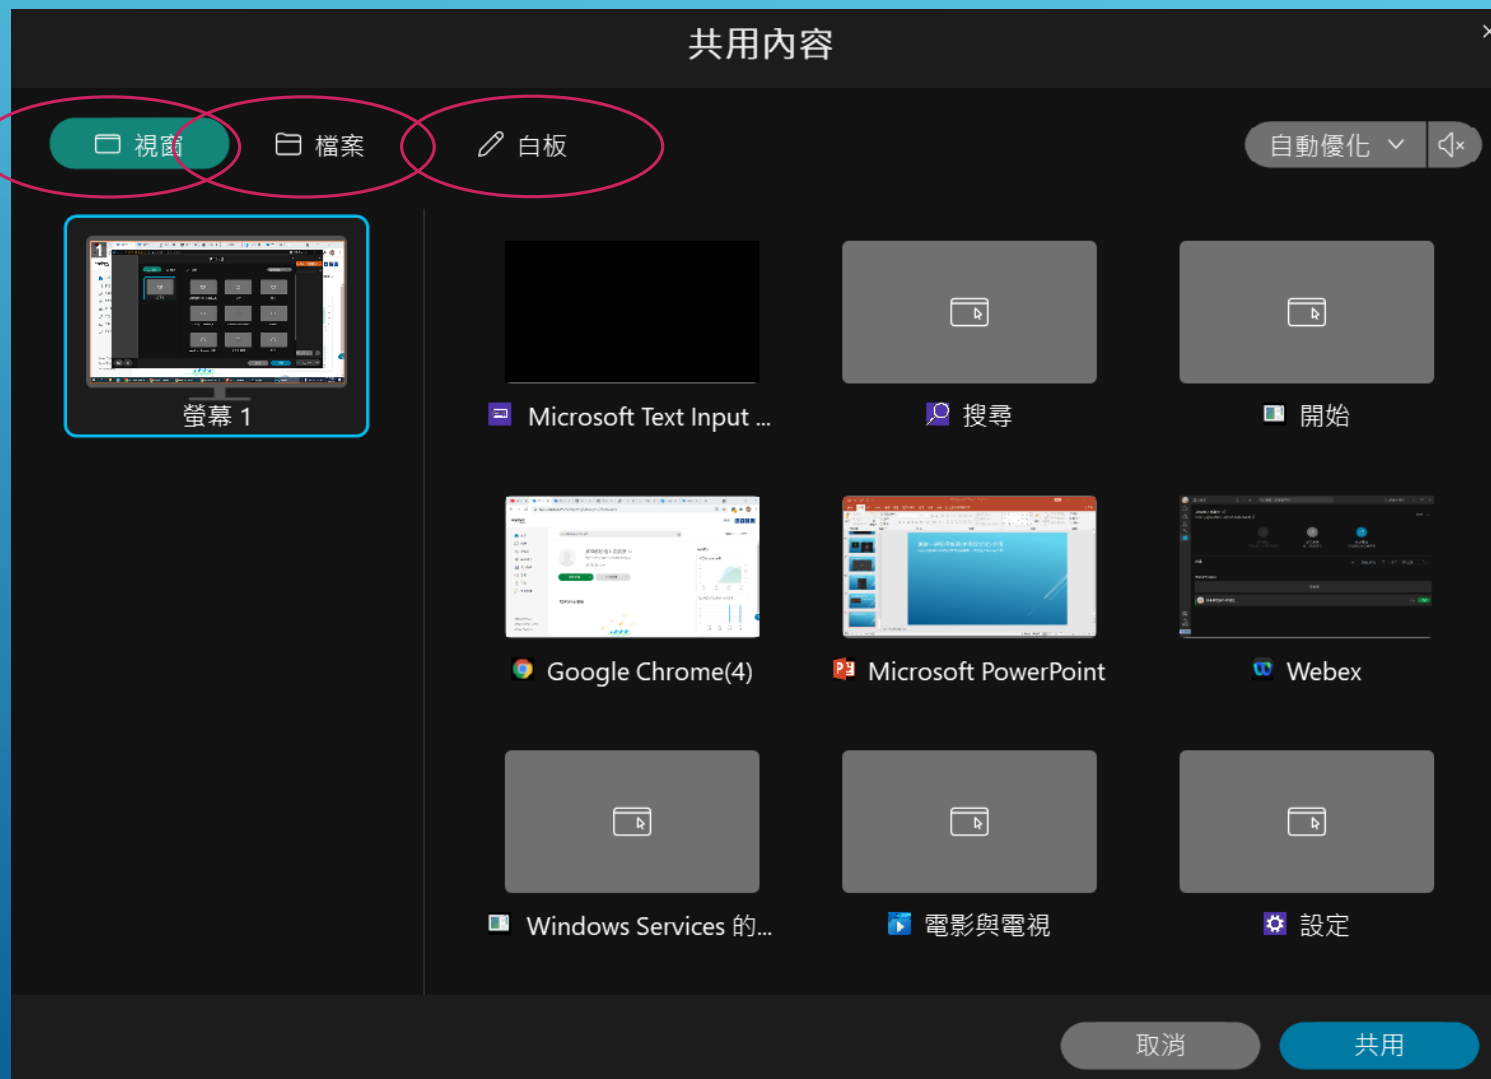 共用內容
視窗
檔案
白板
自動優化
1
螢幕 1
Microsoft Text Input ...
搜尋
開始
Google Chrome(4)
Microsoft PowerPoint
Webex
Windows Services 的...
電影與電視
設定
取消
共用